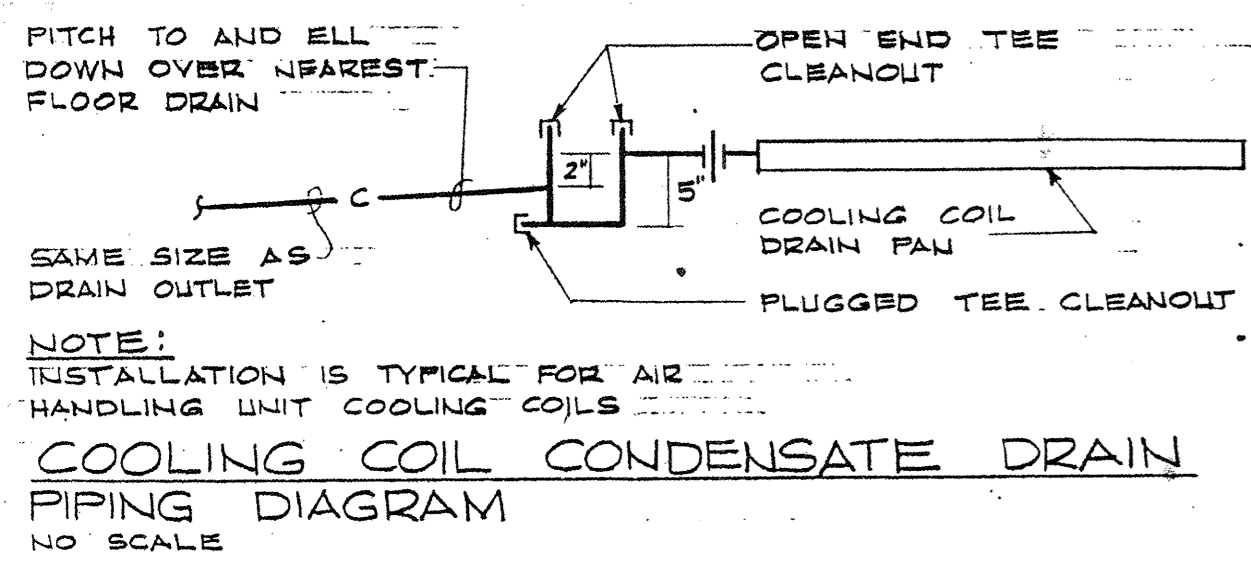 PITCH TO AND ELL
DOWN OVER NEAREST
FLOOR DRAIN
OPEN END TEE
CLEANOUT
2"
5"
C
COOLING COIL
DRAIN PAN
SAME SIZE AS
DRAIN OUTLET
PLUGGED TEE CLEANOUT
NOTE:
INSTALLATION IS TYPICAL FOR AIR
HANDLING UNIT COOLING COILS
COOLING COIL CONDENSATE DRAIN
PIPING DIAGRAM
NO SCALE